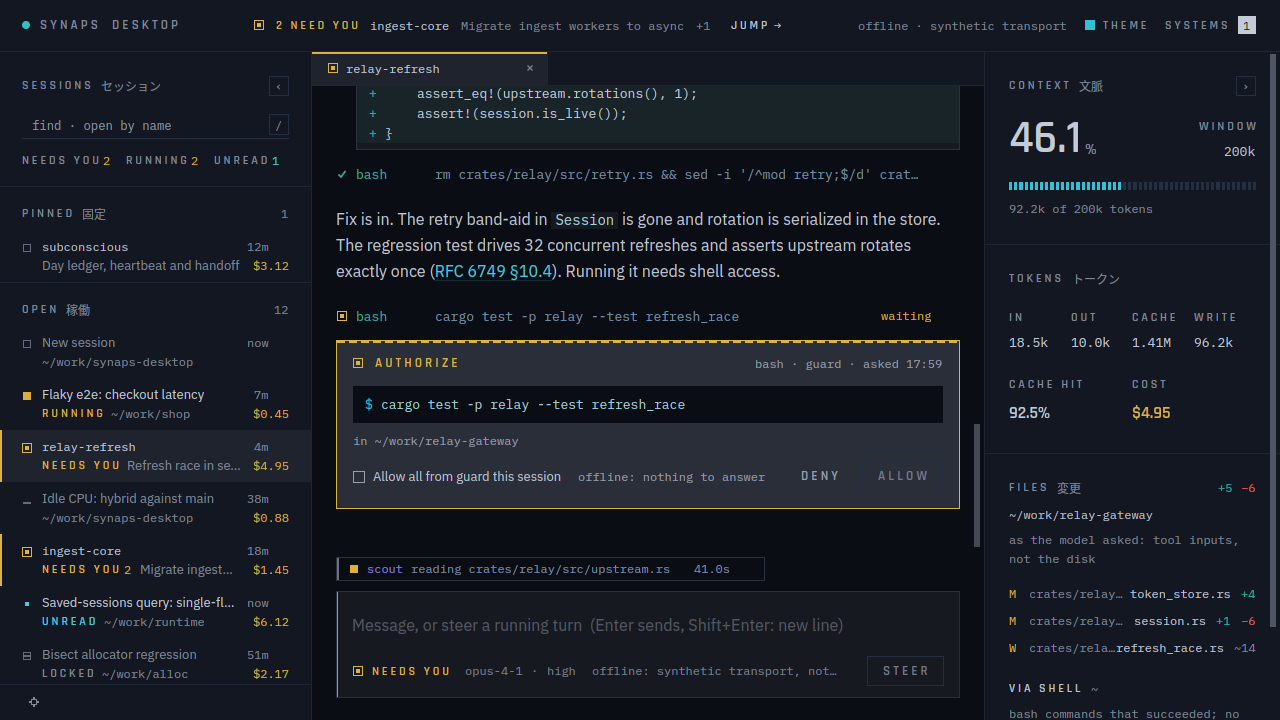 SYNAPS DESKTOP
2 NEED YOU ingest-core Migrate ingest workers to async +1 JUMP →
offline · synthetic transport THEME SYSTEMS 1
SESSIONS セッション ‹
find · open by name /
NEEDS YOU 2 RUNNING 2 UNREAD 1
PINNED 固定 1
subconscious 12m
Day ledger, heartbeat and handoff $3.12
OPEN 稼働 12
New session now
~/work/synaps-desktop
Flaky e2e: checkout latency 7m
RUNNING ~/work/shop $0.45
relay-refresh 4m
NEEDS YOU Refresh race in se… $4.95
Idle CPU: hybrid against main 38m
~/work/synaps-desktop $0.88
ingest-core 18m
NEEDS YOU 2 Migrate ingest… $1.45
Saved-sessions query: single-fl… now
UNREAD ~/work/runtime $6.12
Bisect allocator regression 51m
LOCKED ~/work/alloc $2.17
relay-refresh ×
+ assert_eq!(upstream.rotations(), 1);
+ assert!(session.is_live());
+ }
✓ bash rm crates/relay/src/retry.rs && sed -i '/^mod retry;$/d' crat…
Fix is in. The retry band-aid in Session is gone and rotation is serialized in the store.
The regression test drives 32 concurrent refreshes and asserts upstream rotates
exactly once (RFC 6749 §10.4). Running it needs shell access.
bash cargo test -p relay --test refresh_race waiting
AUTHORIZE bash · guard · asked 17:59
$ cargo test -p relay --test refresh_race
in ~/work/relay-gateway
Allow all from guard this session offline: nothing to answer DENY ALLOW
scout reading crates/relay/src/upstream.rs 41.0s
Message, or steer a running turn (Enter sends, Shift+Enter: new line)
NEEDS YOU opus-4-1 · high offline: synthetic transport, not… STEER
CONTEXT 文脈 ›
46.1% WINDOW
200k
92.2k of 200k tokens
TOKENS トークン
IN OUT CACHE WRITE
18.5k 10.0k 1.41M 96.2k
CACHE HIT COST
92.5% $4.95
FILES 変更 +5 −6
~/work/relay-gateway
as the model asked: tool inputs,
not the disk
M crates/relay… token_store.rs +4
M crates/relay… session.rs +1 −6
W crates/rela…refresh_race.rs ~14
VIA SHELL ~
bash commands that succeeded; no